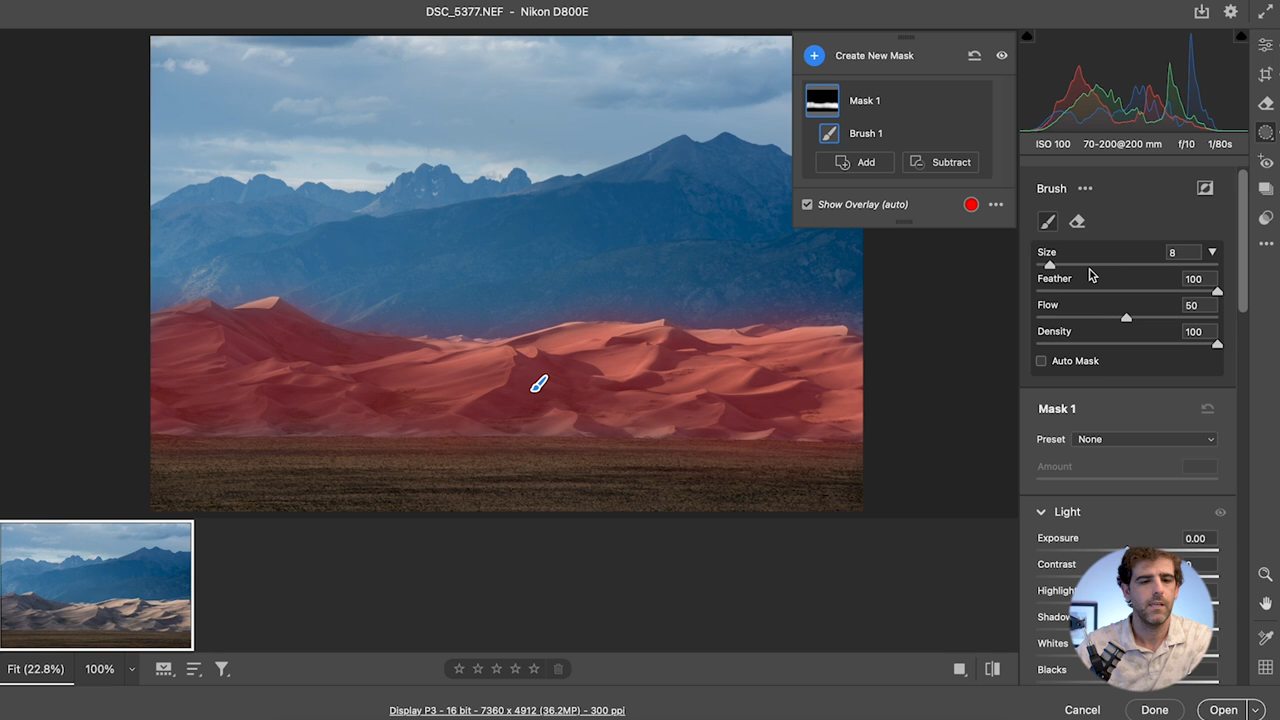 DSC_5377.NEF - Nikon D800E
Create New Mask
Mask 1
Brush 1
Add
Subtract
Show Overlay (auto)
ISO 100 70-200@200 mm f/10 1/80s
Brush
Size 8
Feather 100
Flow 50
Density 100
Auto Mask
Mask 1
Preset None
Amount
Light
Exposure 0.00
Contrast
Whites
Blacks
Fit (22.8%) 100%
Display P3 - 16 bit - 7360 x 4912 (36.2MP) - 300 ppi
Cancel Done Open